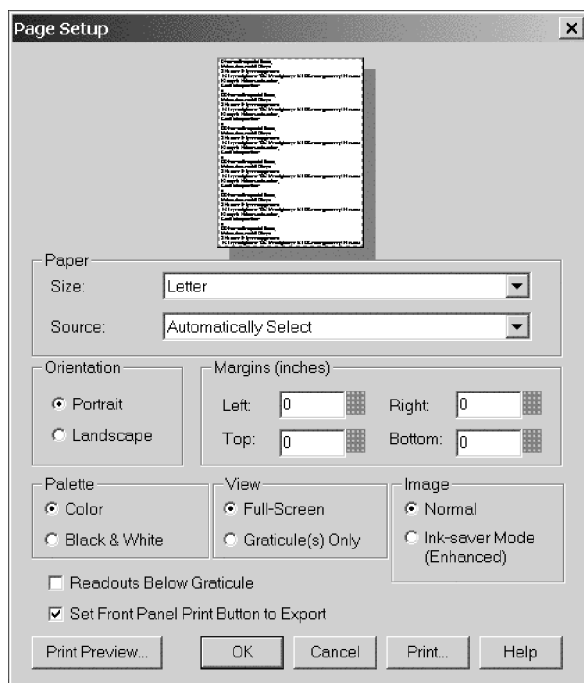 Page Setup
Paper
Size: Letter
Source: Automatically Select
Orientation
Portrait
Landscape
Margins (inches)
Left: 0 Right: 0
Top: 0 Bottom: 0
Palette
Color
Black & White
View
Full-Screen
Graticule(s) Only
Image
Normal
Ink-saver Mode
(Enhanced)
Readouts Below Graticule
Set Front Panel Print Button to Export
Print Preview... OK Cancel Print... Help